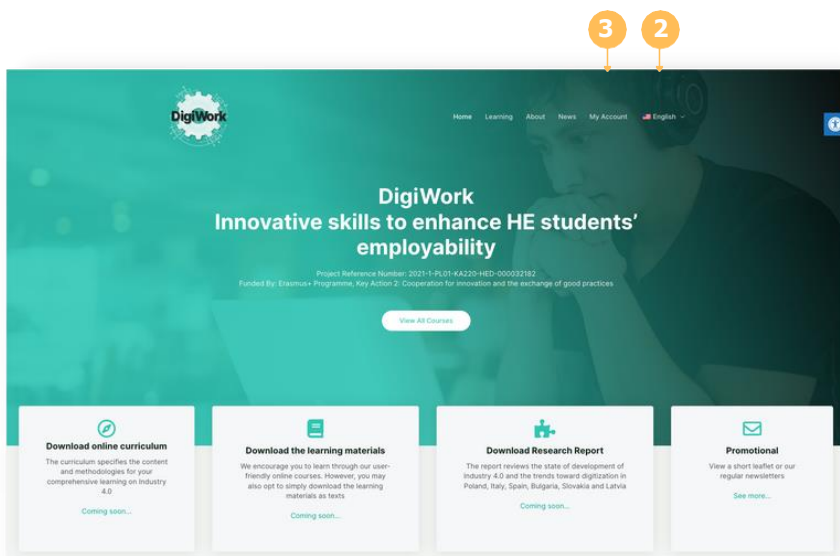 3 2
DigiWork
Home Learning About News My Account English
DigiWork
Innovative skills to enhance HE students’
employability
Project Reference Number: 2021-1-PL01-KA220-HED-000032182
Funded By: Erasmus+ Programme, Key Action 2: Cooperation for innovation and the exchange of good practices
View All Courses
Download online curriculum
The curriculum specifies the content
and methodologies for your
comprehensive learning on Industry
4.0
Coming soon...
Download the learning materials
We encourage you to learn through our user-
friendly online courses. However, you may
also opt to simply download the learning
materials as texts
Coming soon...
Download Research Report
The report reviews the state of development of
Industry 4.0 and the trends toward digitization in
Poland, Italy, Spain, Bulgaria, Slovakia and Latvia
Coming soon...
Promotional
View a short leaflet or our
regular newsletters
See more...